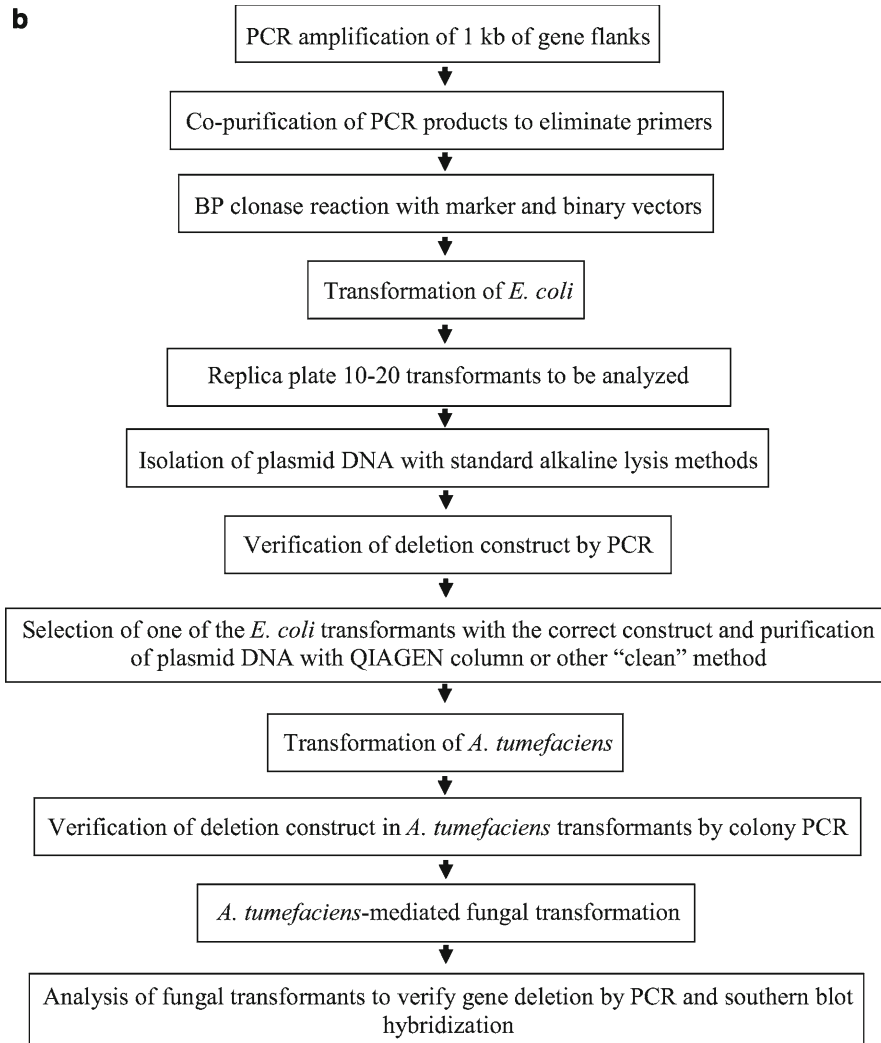 b
PCR amplification of 1 kb of gene flanks
Co-purification of PCR products to eliminate primers
BP clonase reaction with marker and binary vectors
Transformation of E. coli
Replica plate 10-20 transformants to be analyzed
Isolation of plasmid DNA with standard alkaline lysis methods
Verification of deletion construct by PCR
Selection of one of the E. coli transformants with the correct construct and purification
of plasmid DNA with QIAGEN column or other “clean” method
Transformation of A. tumefaciens
Verification of deletion construct in A. tumefaciens transformants by colony PCR
A. tumefaciens-mediated fungal transformation
Analysis of fungal transformants to verify gene deletion by PCR and southern blot
hybridization